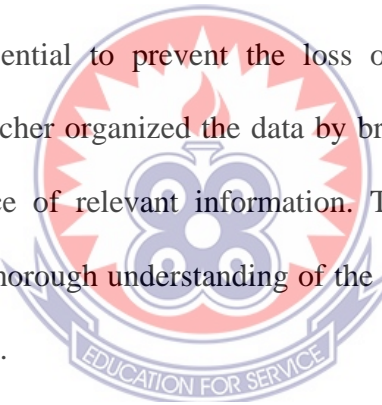 ential to prevent the loss o
cher organized the data by br
ce of relevant information. T
horough understanding of the
.
EDUCATION FOR SERVICE